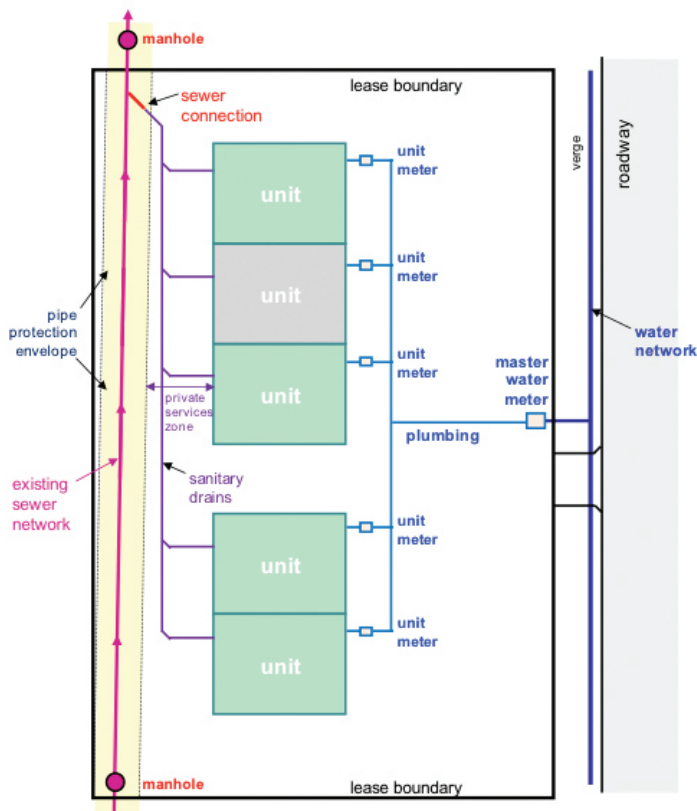 manhole
lease boundary
sewer
connection
unit
meter
verge
roadway
unit
unit
meter
unit
pipe
protection
envelope
water
network
unit
meter
master
water
meter
unit
private
services
zone
plumbing
existing
sewer
network
sanitary
drains
unit
meter
unit
unit
meter
unit
manhole
lease boundary